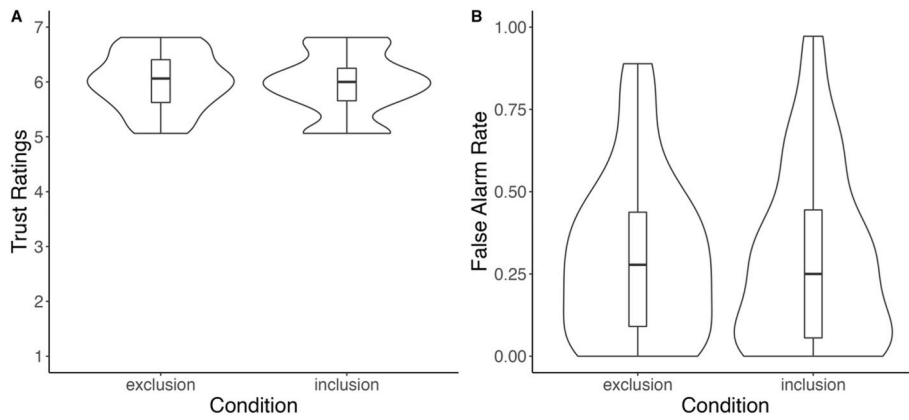 A
Trust Ratings
7
6
5
4
3
2
1
exclusion inclusion
Condition
B
False Alarm Rate
1.00
0.75
0.50
0.25
0.00
exclusion inclusion
Condition